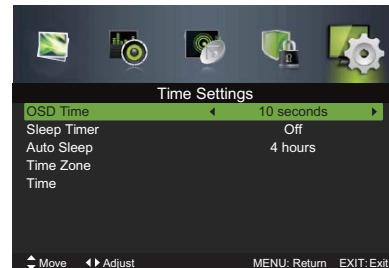 Time Settings
OSD Time 10 seconds
Sleep Timer Off
Auto Sleep 4 hours
Time Zone
Time
Move Adjust MENU: Return EXIT: Exit